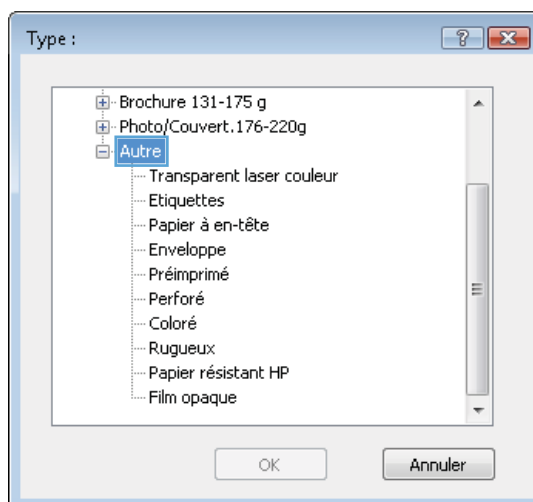 Type :
Brochure 131-175 g
Photo/Couvert.176-220g
Autre
Transparent laser couleur
Etiquettes
Papier à en-tête
Enveloppe
Préimprimé
Perforé
Coloré
Rugueux
Papier résistant HP
Film opaque
OK
Annuler